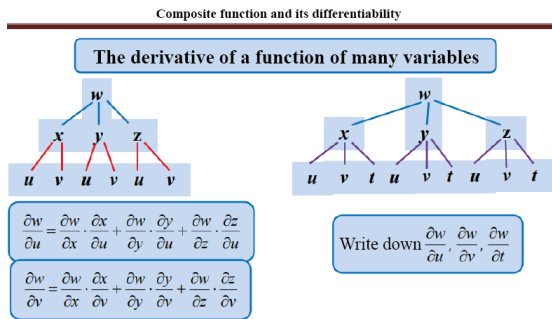 Composite function and its differentiability
The derivative of a function of many variables
w
x y z
u v u v u v
∂w/∂u = ∂w/∂x · ∂x/∂u + ∂w/∂y · ∂y/∂u + ∂w/∂z · ∂z/∂u
∂w/∂v = ∂w/∂x · ∂x/∂v + ∂w/∂y · ∂y/∂v + ∂w/∂z · ∂z/∂v
w
x y z
u v t u v t u v t
Write down ∂w/∂u, ∂w/∂v, ∂w/∂t